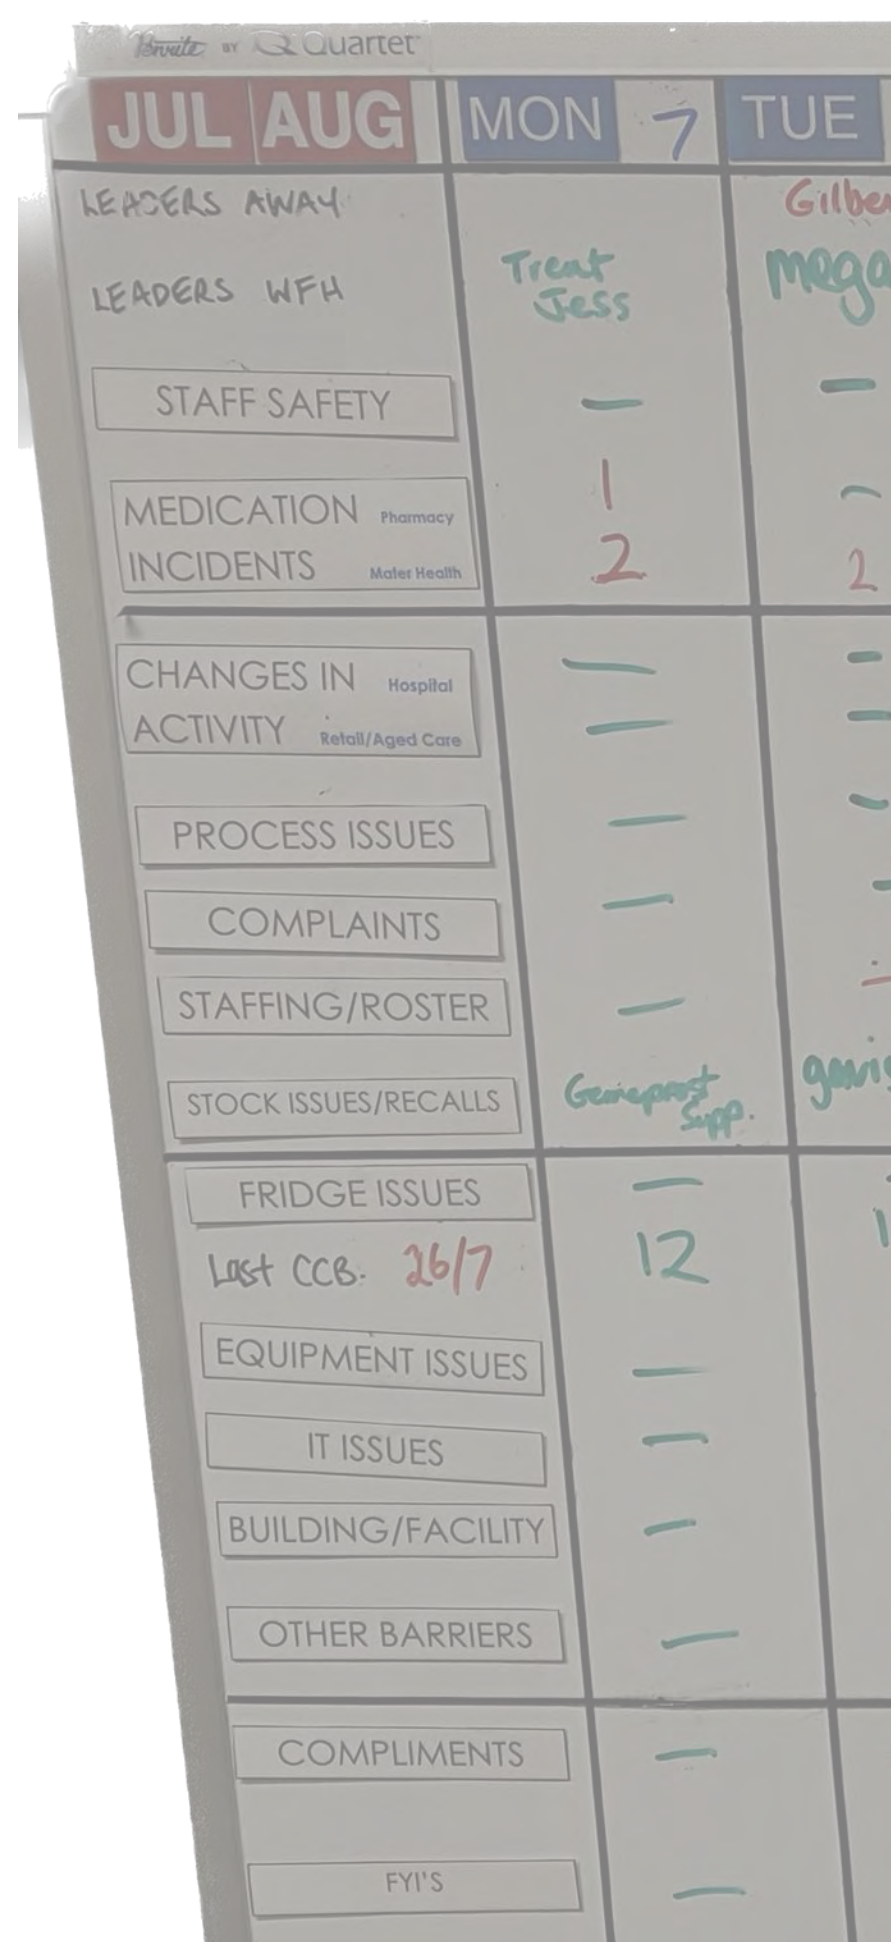 BY Quartet
JUL AUG MON 7 TUE
LEADERS AWAY
LEADERS WFH Trent
Jess
STAFF SAFETY —
MEDICATION Pharmacy 1
INCIDENTS Mater Health 2 2
CHANGES IN Hospital — -
ACTIVITY Retail/Aged Care — -
PROCESS ISSUES — -
COMPLAINTS — -
STAFFING/ROSTER —
STOCK ISSUES/RECALLS Supp.
FRIDGE ISSUES —
Last CCB. 26/7 12
EQUIPMENT ISSUES —
IT ISSUES —
BUILDING/FACILITY —
OTHER BARRIERS —
COMPLIMENTS —
FYI'S —